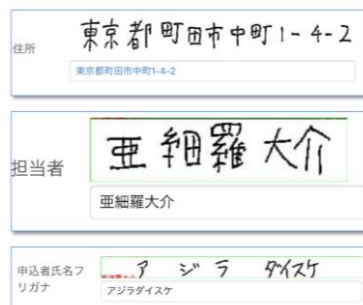 東京都町田市中町1-4-2
住所
東京都町田市中町1-4-2
亜細羅大介
担当者
亜細羅大介
申込者氏名フ
リガナ
アジラダイスケ
アジラダイスケ